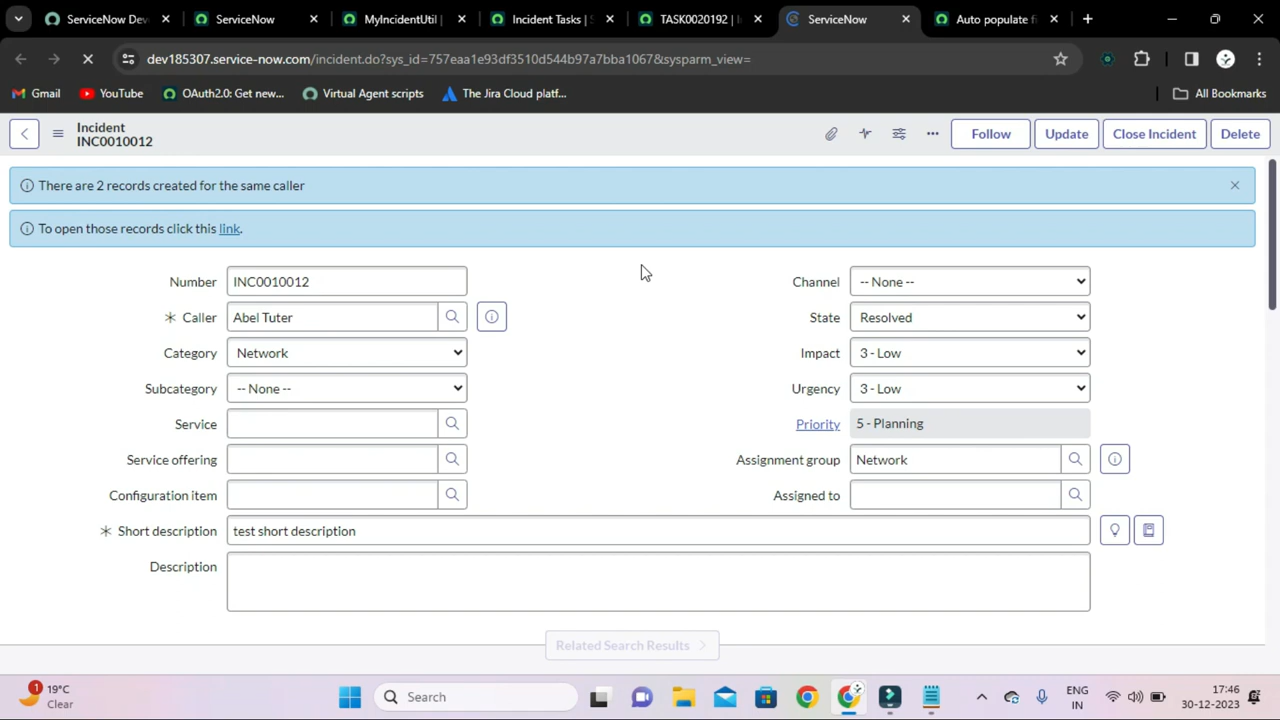 ServiceNow Dev
ServiceNow
MyIncidentUtil |
Incident Tasks | S
TASK0020192 | I
ServiceNow
Auto populate fi
dev185307.service-now.com/incident.do?sys_id=757eaa1e93df3510d544b97a7bba1067&sysparm_view=
Gmail
YouTube
OAuth2.0: Get new...
Virtual Agent scripts
The Jira Cloud platf...
All Bookmarks
Incident
INC0010012
Follow
Update
Close Incident
Delete
There are 2 records created for the same caller
To open those records click this link.
Number INC0010012
Channel -- None --
Caller Abel Tuter
State Resolved
Category Network
Impact 3 - Low
Subcategory -- None --
Urgency 3 - Low
Service
Priority 5 - Planning
Service offering
Assignment group Network
Configuration item
Assigned to
Short description test short description
Description
Related Search Results
1
19°C
Clear
Search
ENG
IN
17:46
30-12-2023